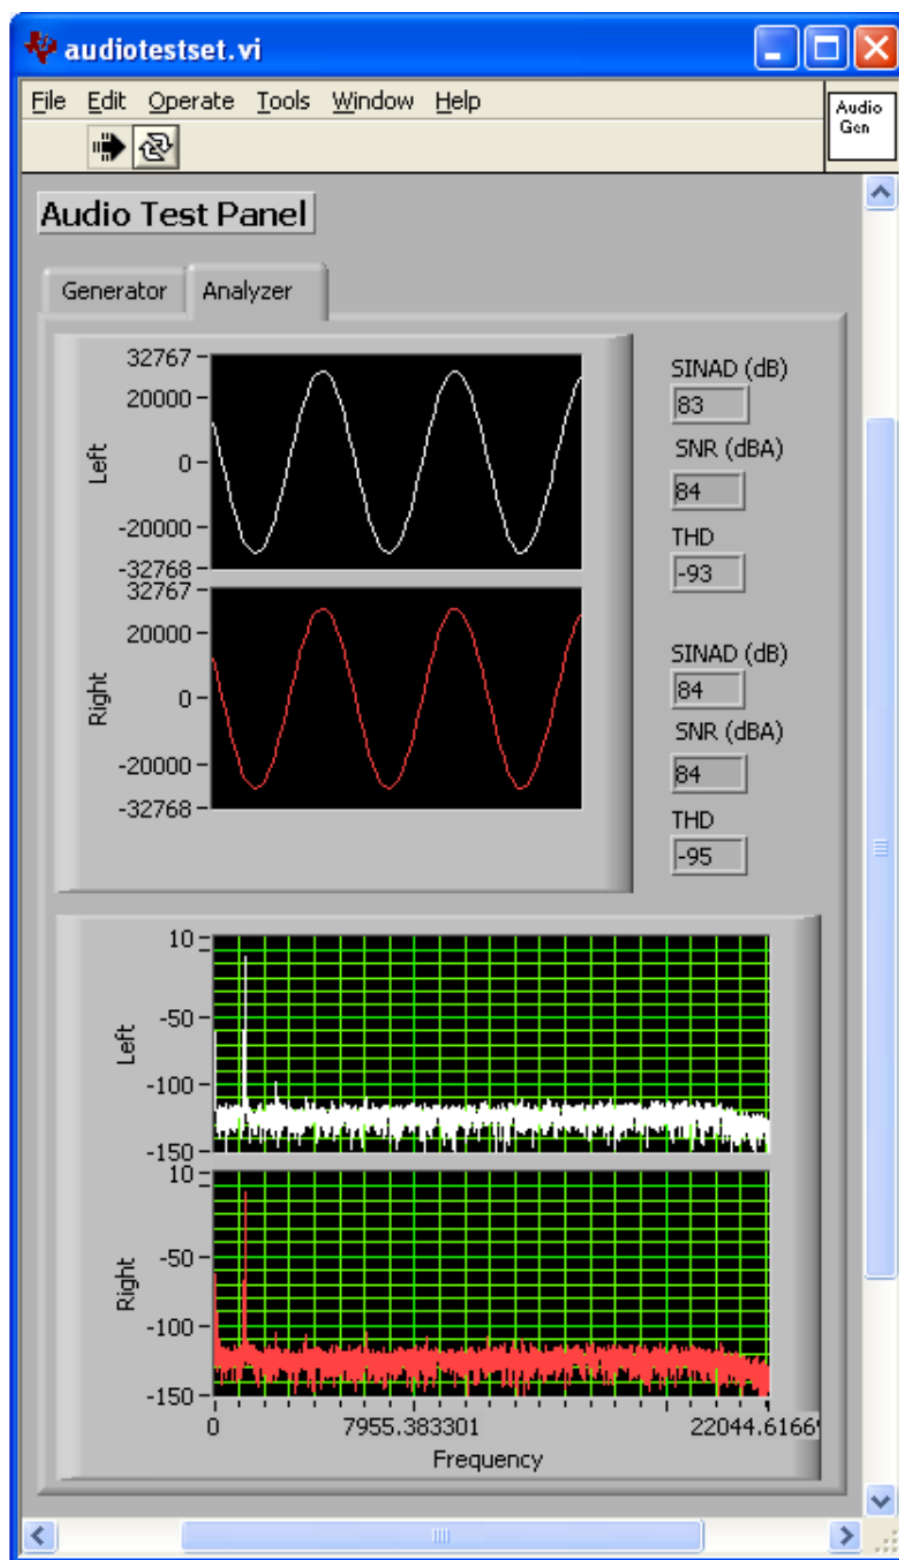 audiotestset.vi
File Edit Operate Tools Window Help
Audio
Gen
Audio Test Panel
Generator Analyzer
32767
20000
0
-20000
-32768
Left
SINAD (dB)
83
SNR (dBA)
84
THD
-93
32767
20000
0
-20000
-32768
Right
SINAD (dB)
84
SNR (dBA)
84
THD
-95
10
-50
-100
-150
Left
10
-50
-100
-150
Right
0 7955.383301 22044.6166
Frequency